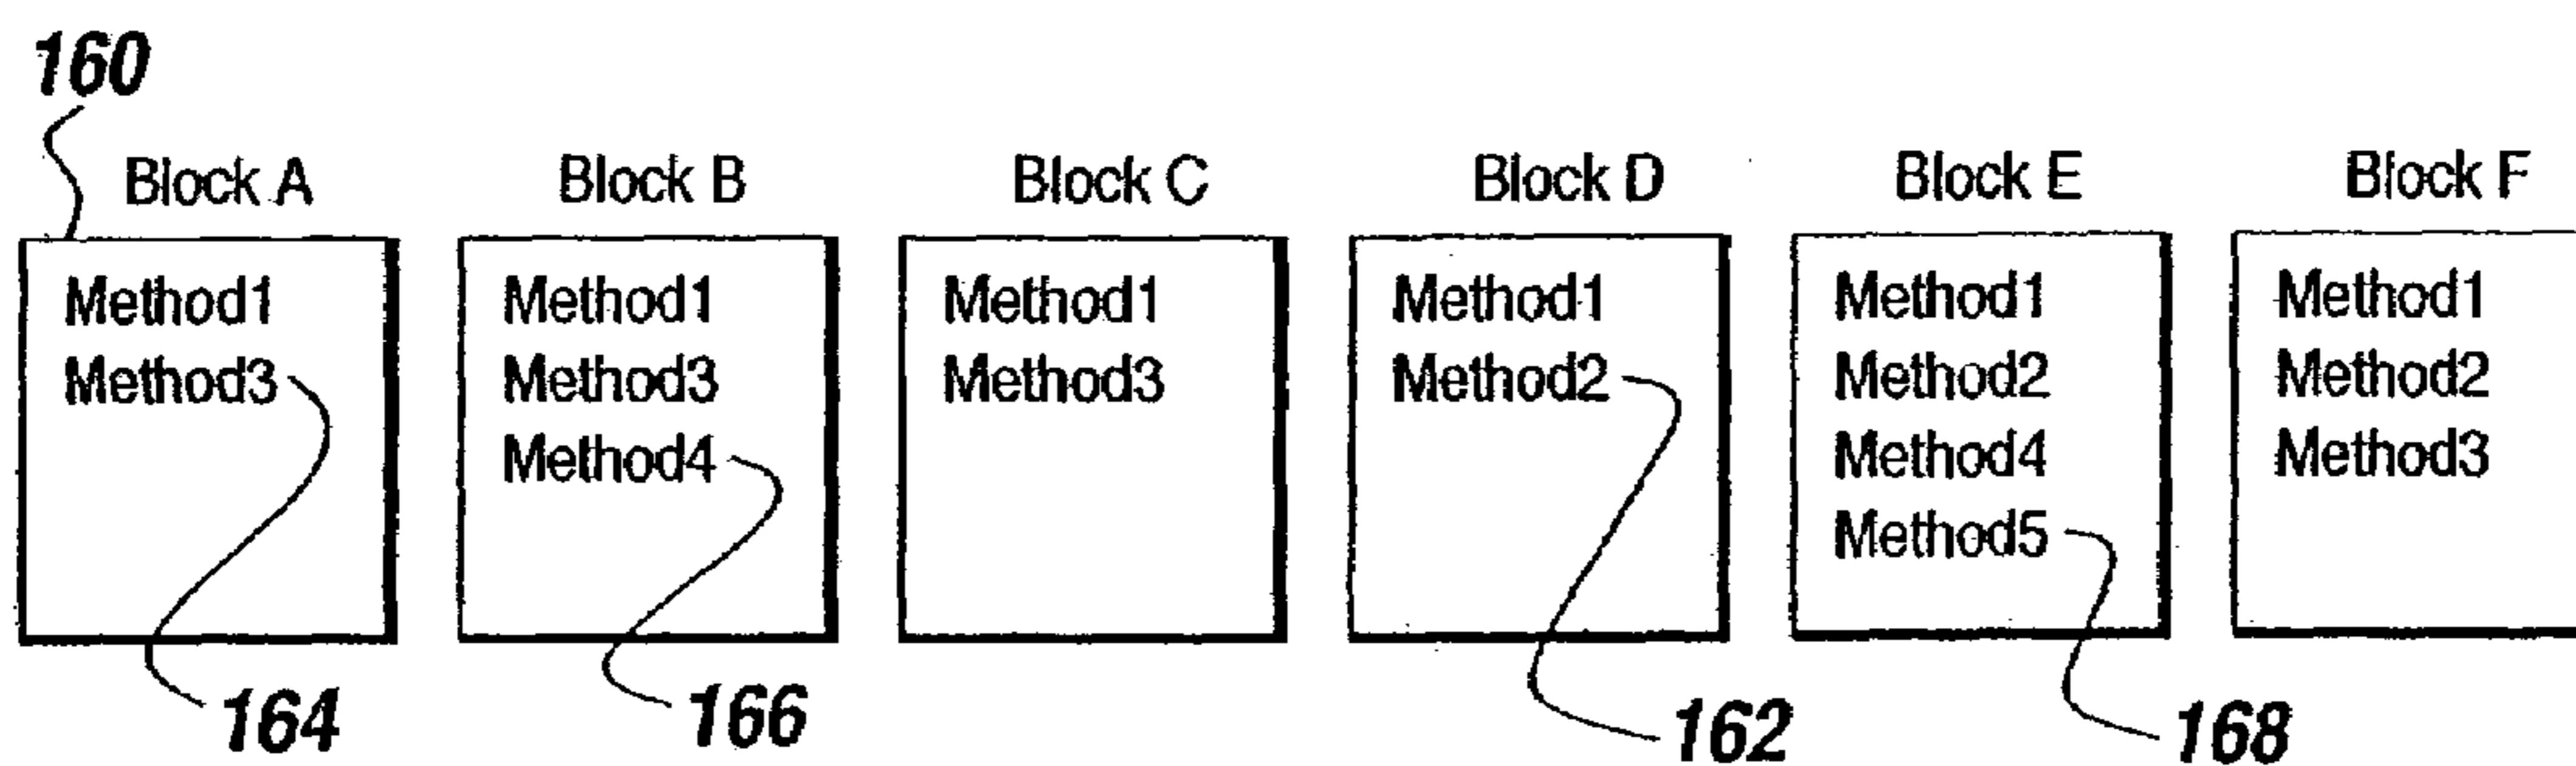 160
Block A Block B Block C Block D Block E Block F
Method1 Method1 Method1 Method1 Method1 Method1
Method3 Method3 Method3 Method2 Method2 Method2
Method4 Method4 Method3
Method5
164 166 162 168